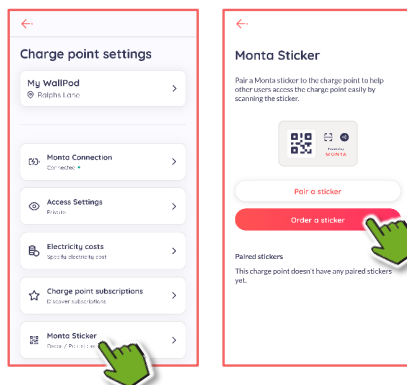 Charge point settings
My WallPod
Ralphs Lane
Monta Connection
Connected
Access Settings
Private
Electricity costs
Specify electricity cost
Charge point subscriptions
Discover subscriptions
Monta Sticker
Monta Sticker
Pair a Monta sticker to the charge point to help
other users access the charge point easily by
scanning the sticker.
MONTA
Pair a sticker
Order a sticker
Paired stickers
This charge point doesn't have any paired stickers
yet.